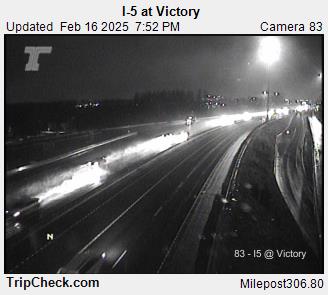 I-5 at Victory
Updated  Feb 16 2025  7:52 PM
Camera 83
N
83 - I5 @ Victory
TripCheck.com
Milepost306.80